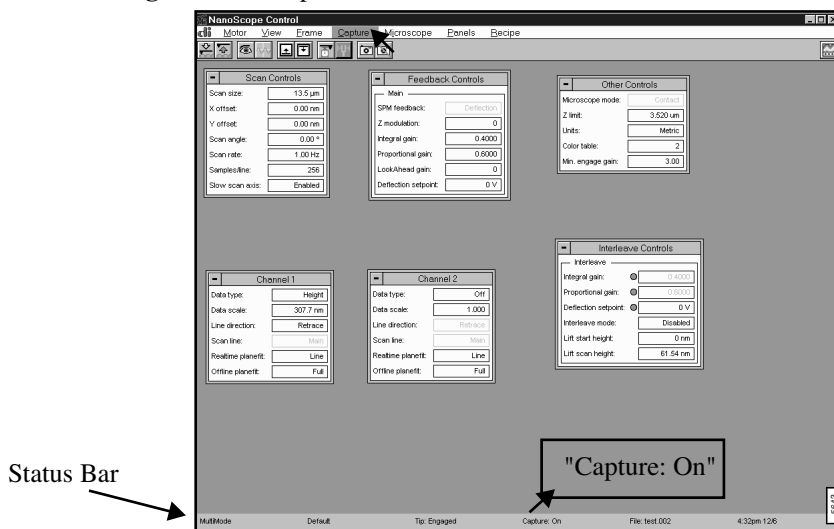 NanoScope Control
di Motor View Frame Capture Microscope Panels Recipe
Scan Controls
Scan size: 13.5 µm
X offset: 0.00 nm
Y offset: 0.00 nm
Scan angle: 0.00 °
Scan rate: 1.00 Hz
Samples/line: 256
Slow scan axis: Enabled
Feedback Controls
Main
SPM feedback: Deflection
Z modulation: 0
Integral gain: 0.4000
Proportional gain: 0.6000
LookAhead gain: 0
Deflection setpoint: 0 V
Other Controls
Microscope mode: Contact
Z limit: 3.520 um
Units: Metric
Color table: 2
Min. engage gain: 3.00
Channel 1
Data type: Height
Data scale: 307.7 nm
Line direction: Retrace
Scan line: Main
Realtime planefit: Line
Offline planefit: Full
Channel 2
Data type: Off
Data scale: 1.000
Line direction: Retrace
Scan line: Main
Realtime planefit: Line
Offline planefit: Full
Interleave Controls
Interleave
Integral gain: 0.4000
Proportional gain: 0.6000
Deflection setpoint: 0 V
Interleave mode: Disabled
Lift start height: 0 nm
Lift scan height: 61.54 nm
"Capture: On"
Status Bar
MultiMode Default Tip: Engaged Capture: On File: test.002 4:32pm 12/6